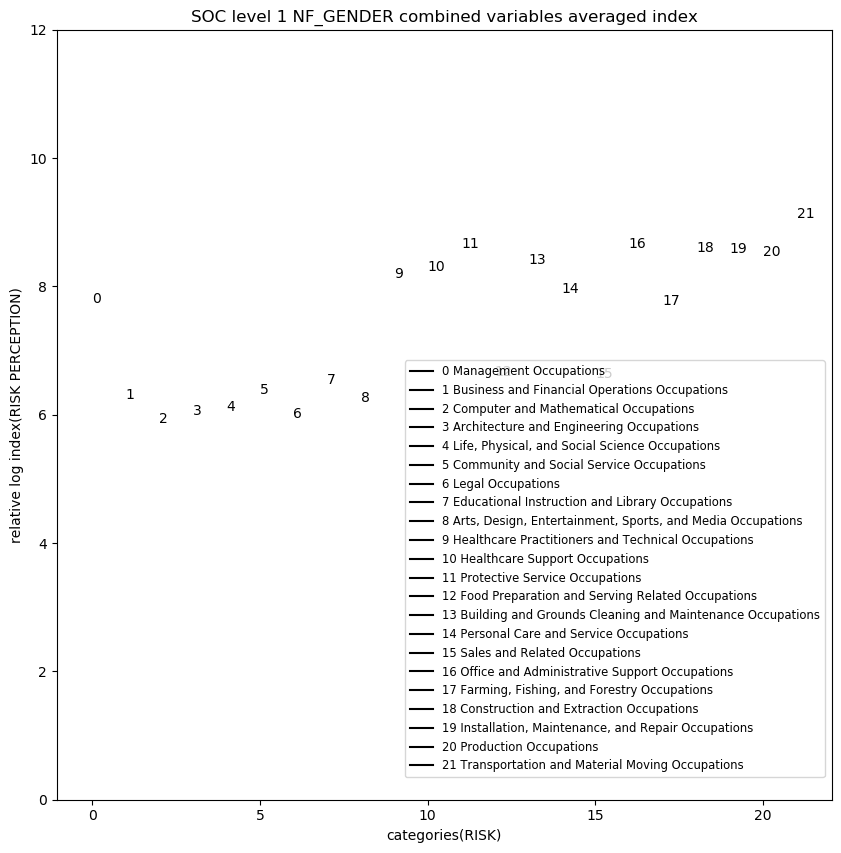 SOC level 1 NF_GENDER combined variables averaged index
12
10
8
6
4
2
0
relative log index(RISK PERCEPTION)
0
1
2
3
4
5
6
7
8
9
10
11
12
13
14
15
16
17
18
19
20
21
0 Management Occupations
1 Business and Financial Operations Occupations
2 Computer and Mathematical Occupations
3 Architecture and Engineering Occupations
4 Life, Physical, and Social Science Occupations
5 Community and Social Service Occupations
6 Legal Occupations
7 Educational Instruction and Library Occupations
8 Arts, Design, Entertainment, Sports, and Media Occupations
9 Healthcare Practitioners and Technical Occupations
10 Healthcare Support Occupations
11 Protective Service Occupations
12 Food Preparation and Serving Related Occupations
13 Building and Grounds Cleaning and Maintenance Occupations
14 Personal Care and Service Occupations
15 Sales and Related Occupations
16 Office and Administrative Support Occupations
17 Farming, Fishing, and Forestry Occupations
18 Construction and Extraction Occupations
19 Installation, Maintenance, and Repair Occupations
20 Production Occupations
21 Transportation and Material Moving Occupations
0 5 10 15 20
categories(RISK)